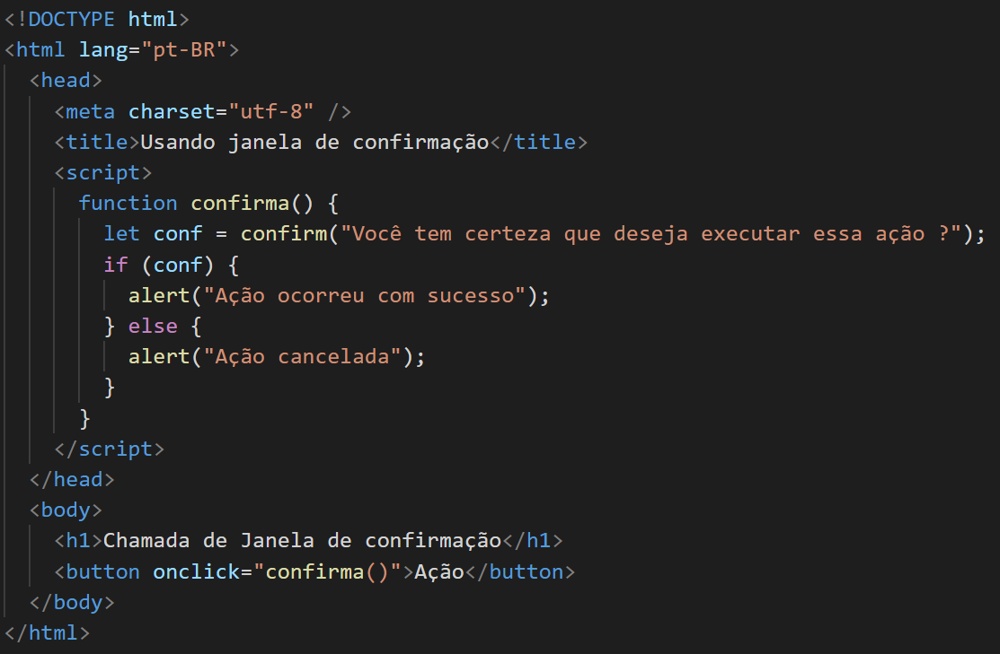 <!DOCTYPE html>
<html lang="pt-BR">
  <head>
    <meta charset="utf-8" />
    <title>Usando janela de confirmação</title>
    <script>
      function confirma() {
        let conf = confirm("Você tem certeza que deseja executar essa ação ?");
        if (conf) {
          alert("Ação ocorreu com sucesso");
        } else {
          alert("Ação cancelada");
        }
      }
    </script>
  </head>
  <body>
    <h1>Chamada de Janela de confirmação</h1>
    <button onclick="confirma()">Ação</button>
  </body>
</html>